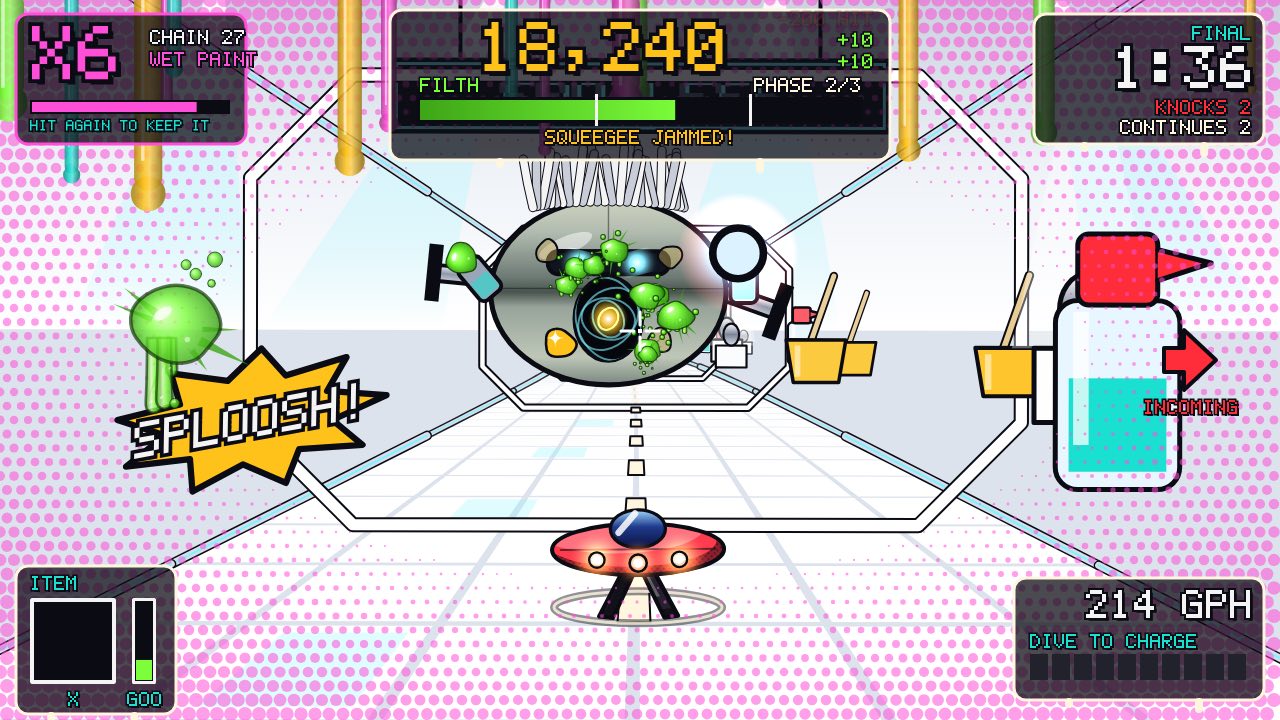 X6
CHAIN 27
WET PAINT
HIT AGAIN TO KEEP IT
18,240
+10
+10
FILTH
PHASE 2/3
SQUEEGEE JAMMED!
FINAL
1:36
KNOCKS 2
CONTINUES 2
SPLOOSH!
INCOMING
ITEM
X
GOO
214 GPH
DIVE TO CHARGE